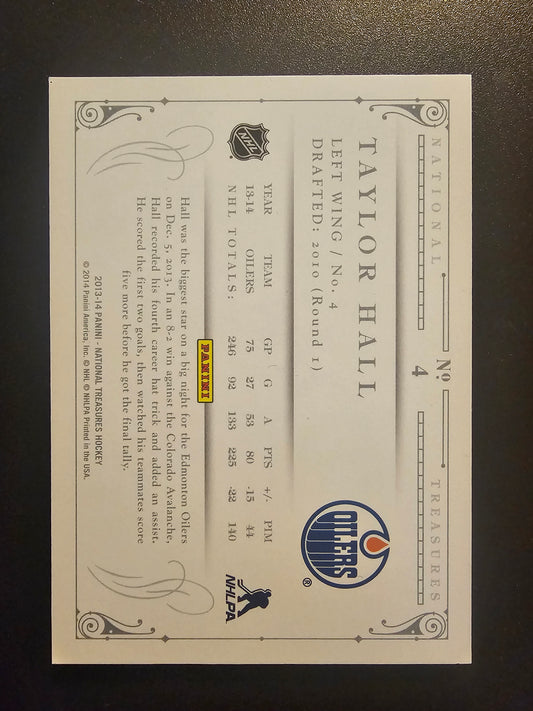 NATIONAL Nº TREASURES
4
TAYLOR HALL
LEFT WING / No. 4
DRAFTED: 2010 (Round 1)
OILERS ®
YEAR TEAM GP G A PTS +/- PIM
13-14 OILERS 75 27 53 80 -15 44
NHL TOTALS: 246 92 133 225 -22 140
NHL
NHLPA
PANINI
Hall was the biggest star on a big night for the Edmonton Oilers
on Dec. 5, 2013. In an 8-2 win against the Colorado Avalanche,
Hall recorded his fourth career hat trick and added an assist.
He scored the first two goals, then watched his teammates score
five more before he got the final tally.
2013-14 PANINI - NATIONAL TREASURES HOCKEY
© 2014 Panini America, Inc. © NHL © NHLPA Printed in the USA.